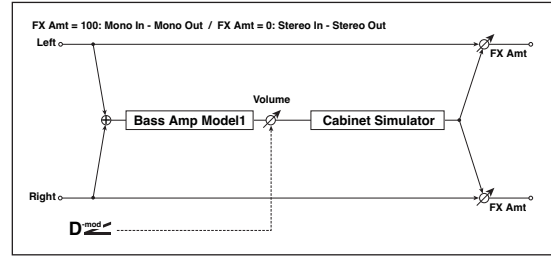 FX Amt = 100: Mono In - Mono Out / FX Amt = 0: Stereo In - Stereo Out
Left
FX Amt
Volume
Bass Amp Model1
Cabinet Simulator
Right
FX Amt
D-mod